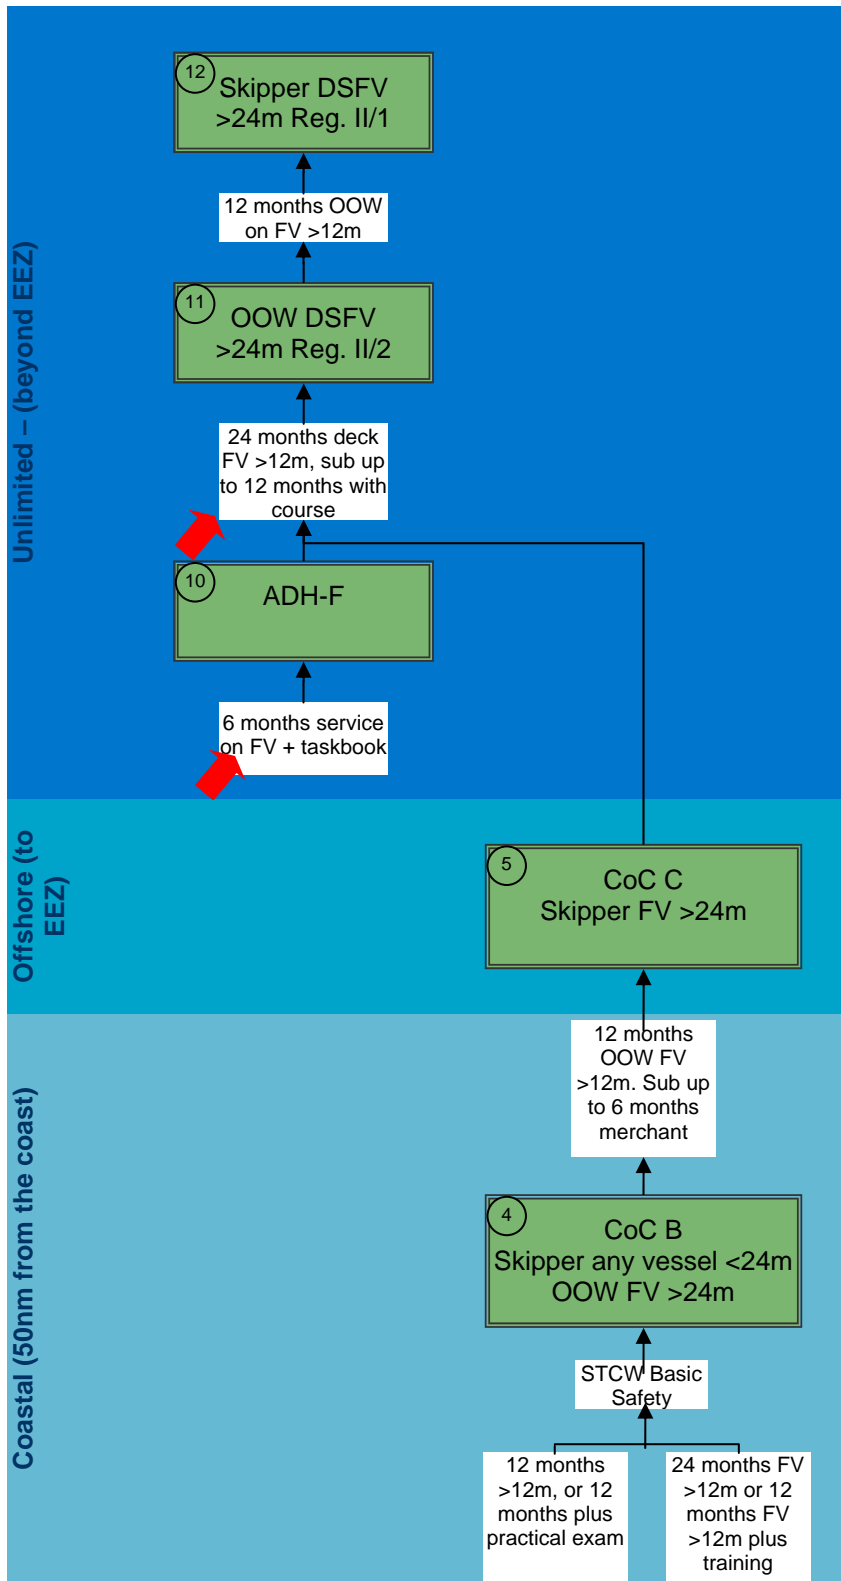 12
Skipper DSFV
>24m Reg. II/1
12 months OOW
on FV >12m
11
OOW DSFV
>24m Reg. II/2
24 months deck
FV >12m, sub up
to 12 months with
course
10
ADH-F
6 months service
on FV + taskbook
Unlimited – (beyond EEZ)
5
CoC C
Skipper FV >24m
Offshore (to
EEZ)
12 months
OOW FV
>12m. Sub up
to 6 months
merchant
4
CoC B
Skipper any vessel <24m
OOW FV >24m
STCW Basic
Safety
12 months
>12m, or 12
months plus
practical exam
24 months FV
>12m or 12
months FV
>12m plus
training
Coastal (50nm from the coast)